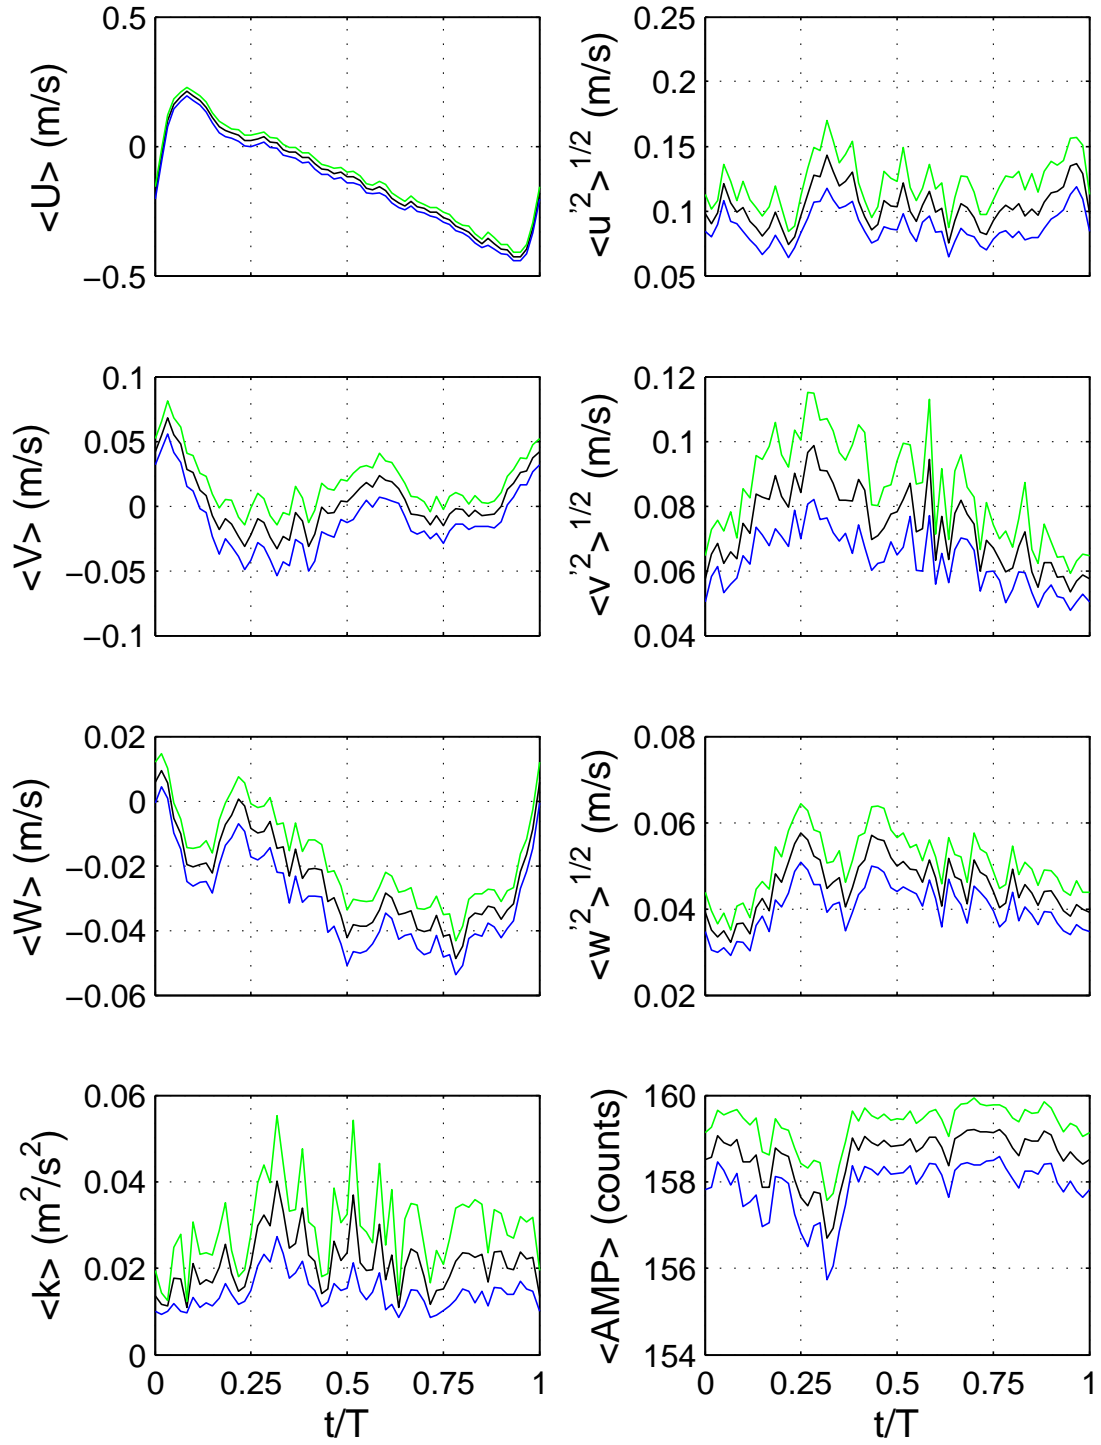 0.5
0
−0.5
<U> (m/s)
0.25
0.2
0.15
0.1
0.05
<u'2>1/2 (m/s)
0.1
0.05
0
−0.05
−0.1
<V> (m/s)
0.12
0.1
0.08
0.06
0.04
<v'2>1/2 (m/s)
0.02
0
−0.02
−0.04
−0.06
<W> (m/s)
0.08
0.06
0.04
0.02
<w'2>1/2 (m/s)
0.06
0.04
0.02
0
<k> (m2/s2)
0 0.25 0.5 0.75 1
t/T
160
158
156
154
<AMP> (counts)
0 0.25 0.5 0.75 1
t/T